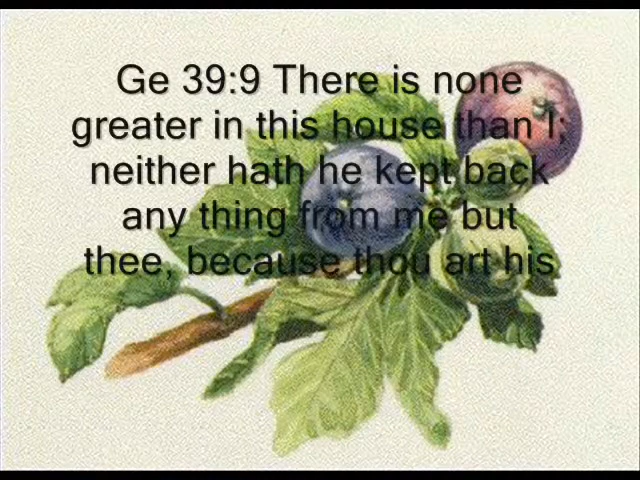 Ge 39:9 There is none
greater in this house than I;
neither hath he kept back
any thing from me but
thee, because thou art his